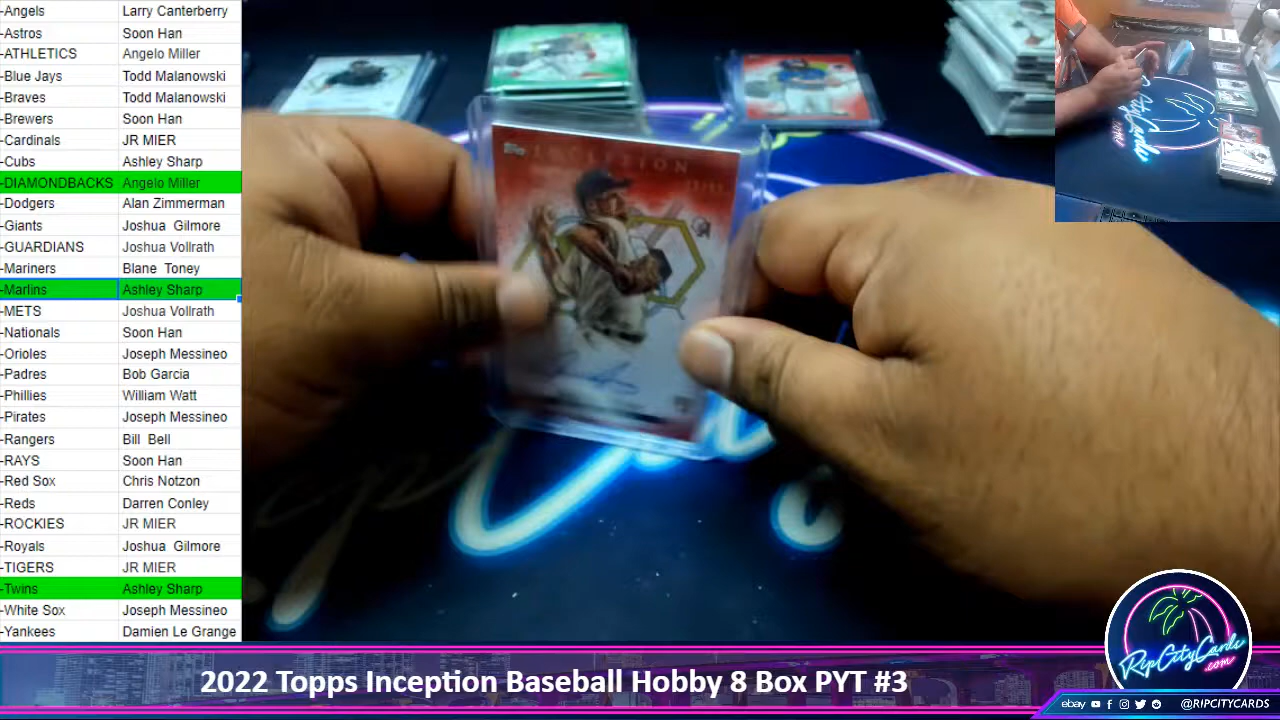 -Angels Larry Canterberry
-Astros Soon Han
-ATHLETICS Angelo Miller
-Blue Jays Todd Malanowski
-Braves Todd Malanowski
-Brewers Soon Han
-Cardinals JR MIER
-Cubs Ashley Sharp
-DIAMONDBACKS Angelo Miller
-Dodgers Alan Zimmerman
-Giants Joshua Gilmore
-GUARDIANS Joshua Vollrath
-Mariners Blane Toney
-Marlins Ashley Sharp
-METS Joshua Vollrath
-Nationals Soon Han
-Orioles Joseph Messineo
-Padres Bob Garcia
-Phillies William Watt
-Pirates Joseph Messineo
-Rangers Bill Bell
-RAYS Soon Han
-Red Sox Chris Notzon
-Reds Darren Conley
-ROCKIES JR MIER
-Royals Joshua Gilmore
-TIGERS JR MIER
-Twins Ashley Sharp
-White Sox Joseph Messineo
-Yankees Damien Le Grange
Topps
INCEPTION
RipCityCards
.com
2022 Topps Inception Baseball Hobby 8 Box PYT #3
ebay @RIPCITYCARDS